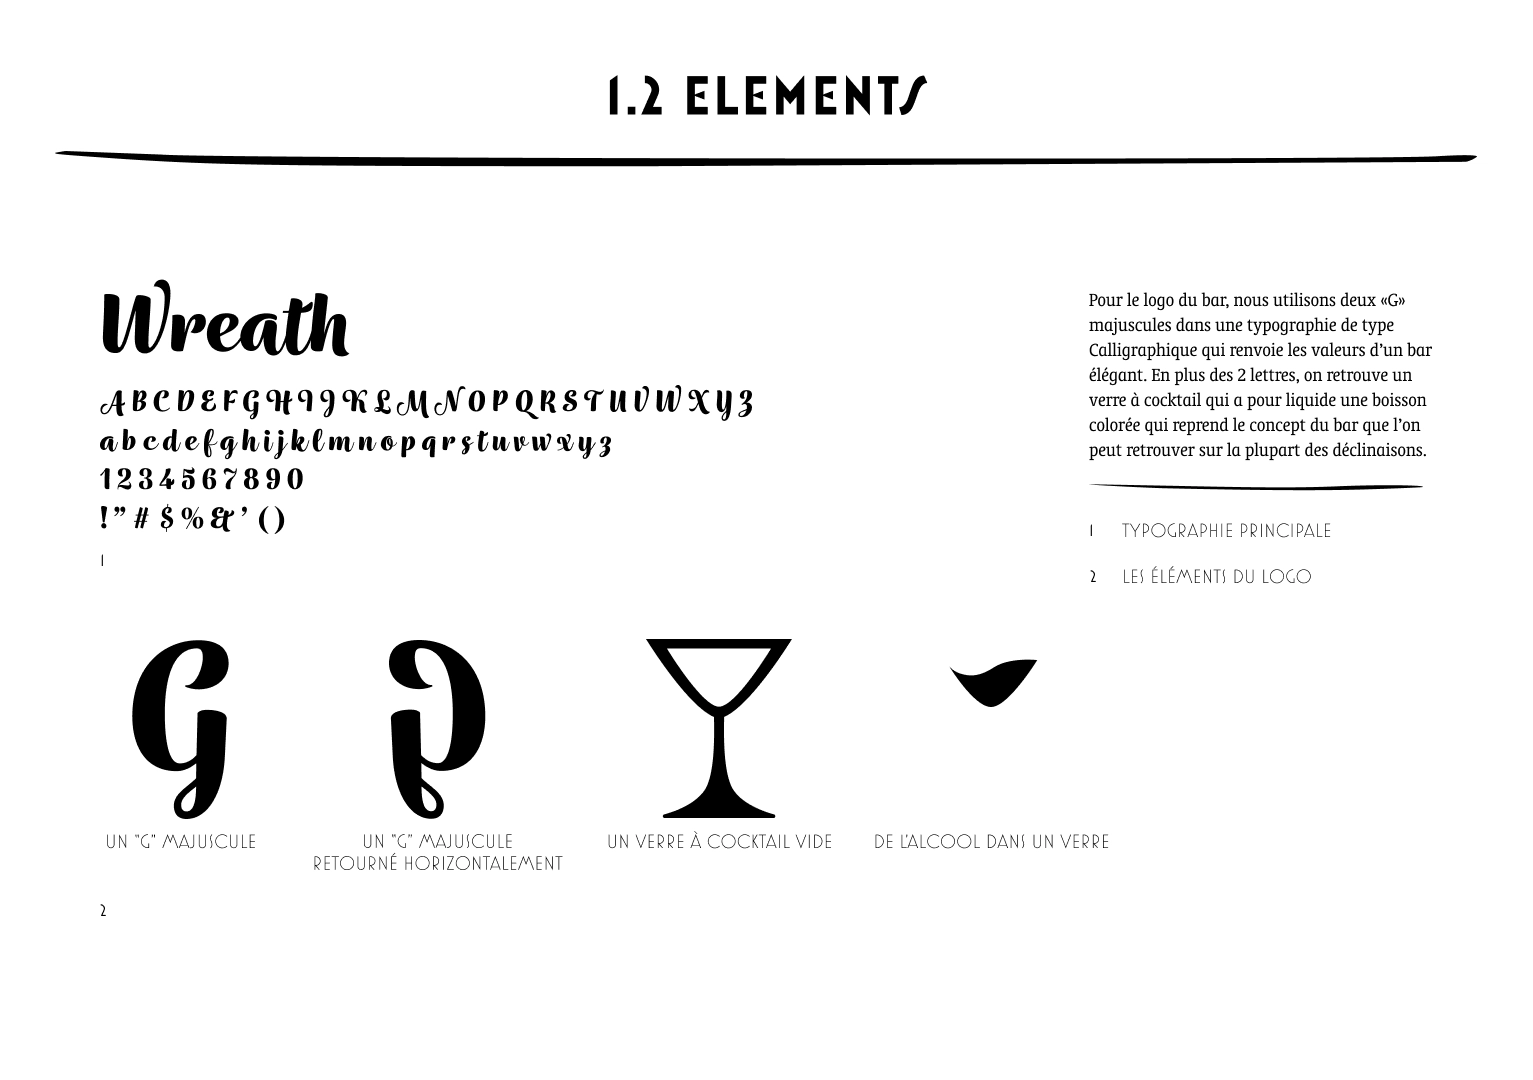 1.2 ELEMENTS
Wreath
A B C D E F G H I J K L M N O P Q R S T U V W X Y Z
a b c d e f g h i j k l m n o p q r s t u v w x y z
1 2 3 4 5 6 7 8 9 0
! ” # $ % & ’ ( )
1
Pour le logo du bar, nous utilisons deux «G»
majuscules dans une typographie de type
Calligraphique qui renvoie les valeurs d’un bar
élégant. En plus des 2 lettres, on retrouve un
verre à cocktail qui a pour liquide une boisson
colorée qui reprend le concept du bar que l’on
peut retrouver sur la plupart des déclinaisons.
1 TYPOGRAPHIE PRINCIPALE
2 LES ÉLÉMENTS DU LOGO
G
G
UN “G” MAJUSCULE
UN “G” MAJUSCULE
RETOURNÉ HORIZONTALEMENT
UN VERRE À COCKTAIL VIDE
DE L’ALCOOL DANS UN VERRE
2